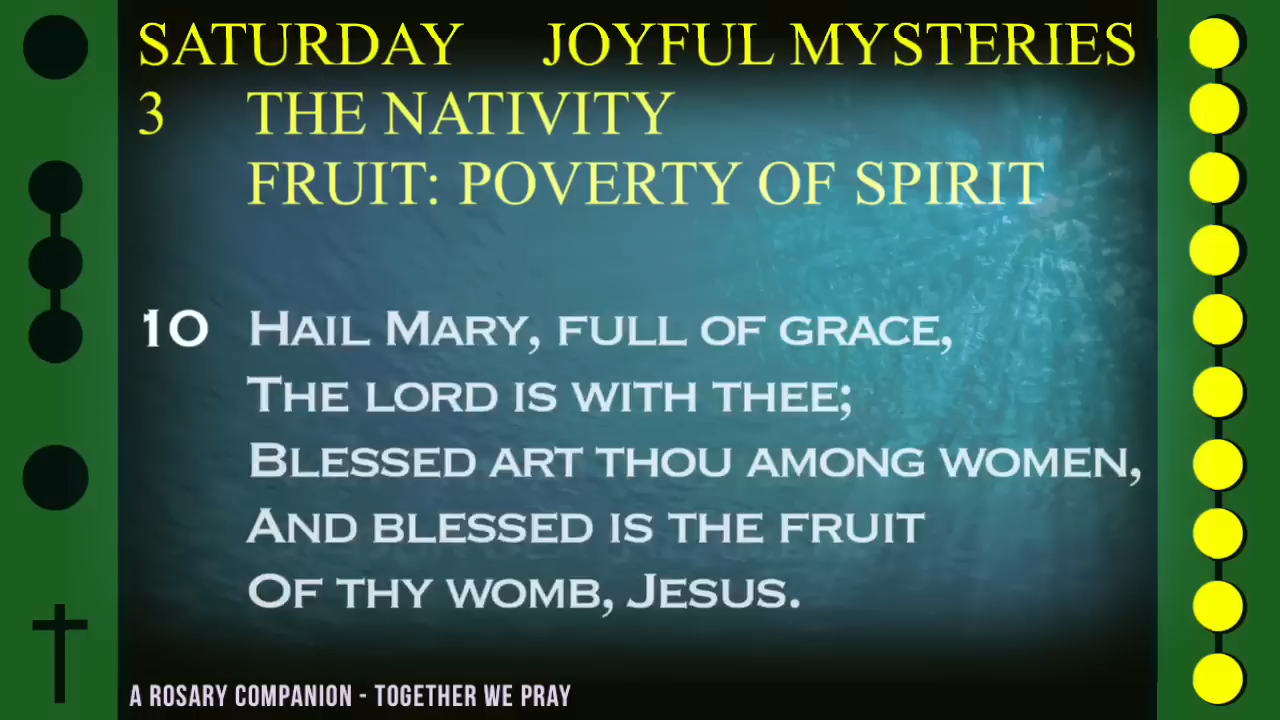 SATURDAY JOYFUL MYSTERIES
3 THE NATIVITY
FRUIT: POVERTY OF SPIRIT
10 HAIL MARY, FULL OF GRACE,
THE LORD IS WITH THEE;
BLESSED ART THOU AMONG WOMEN,
AND BLESSED IS THE FRUIT
OF THY WOMB, JESUS.
A ROSARY COMPANION - TOGETHER WE PRAY